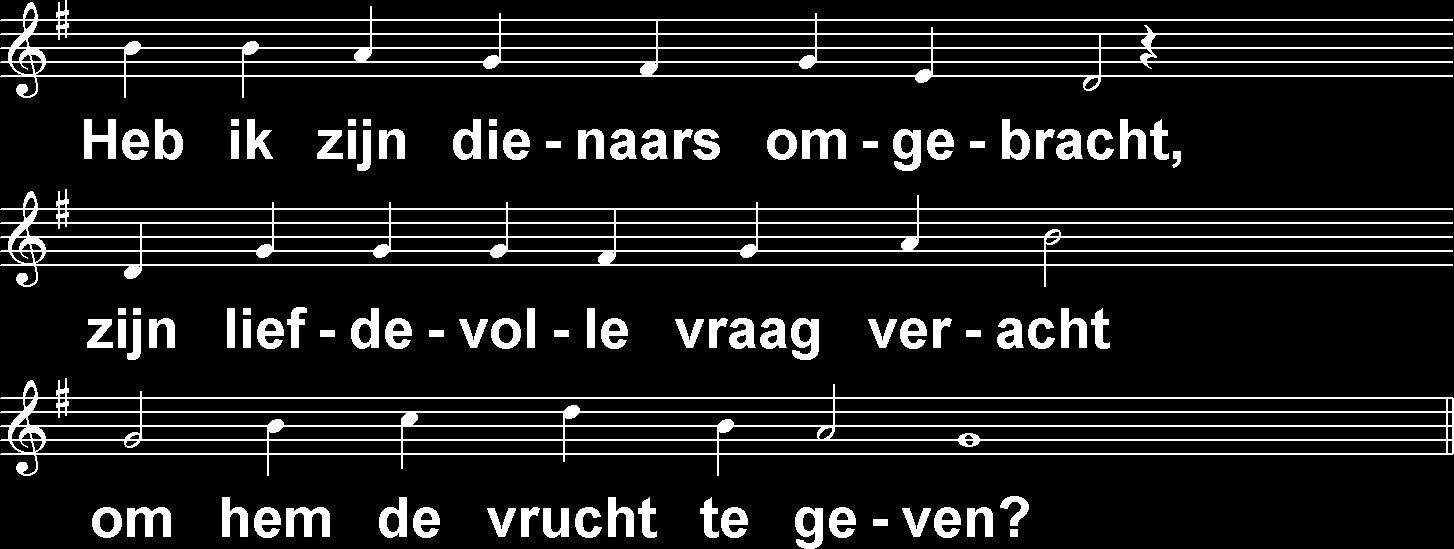 Heb ik zijn die - naars om - ge - bracht,
zijn lief - de - vol - le vraag ver - acht
om hem de vrucht te ge - ven?